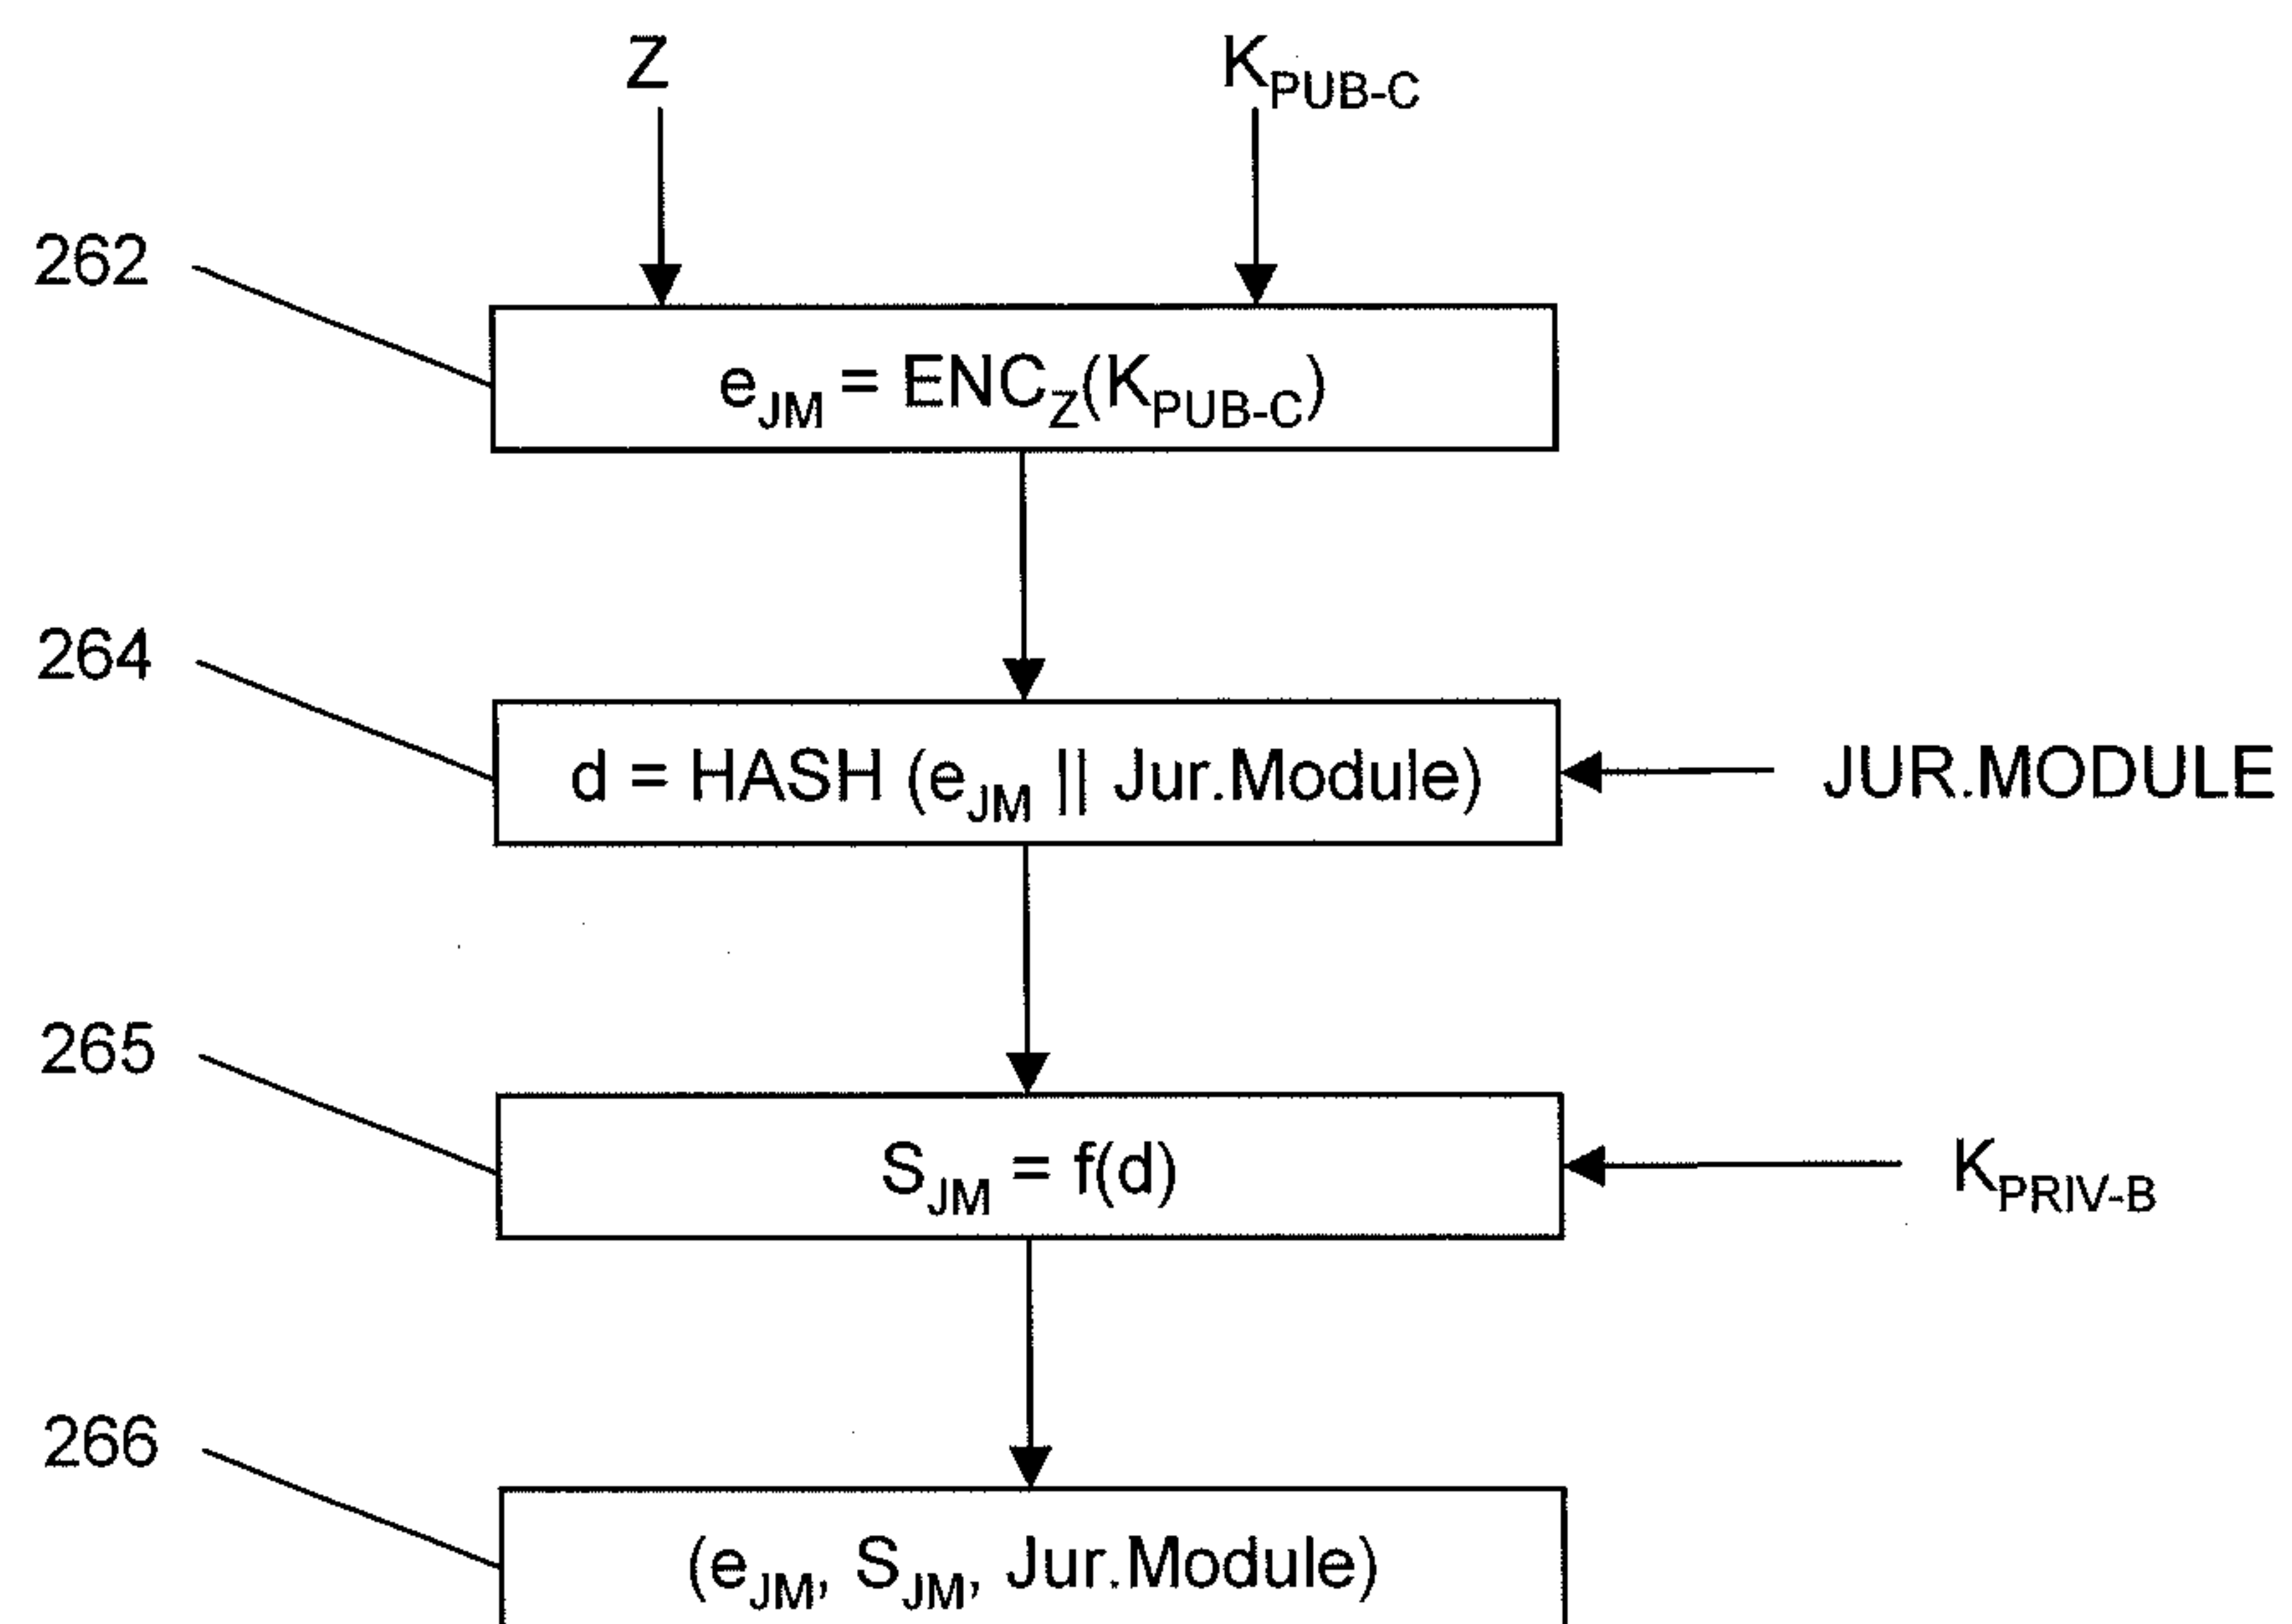 Z
K_PUB-C
262
e_JM = ENC_Z(K_PUB-C)
264
d = HASH (e_JM || Jur.Module)
JUR.MODULE
265
S_JM = f(d)
K_PRIV-B
266
(e_JM, S_JM, Jur.Module)